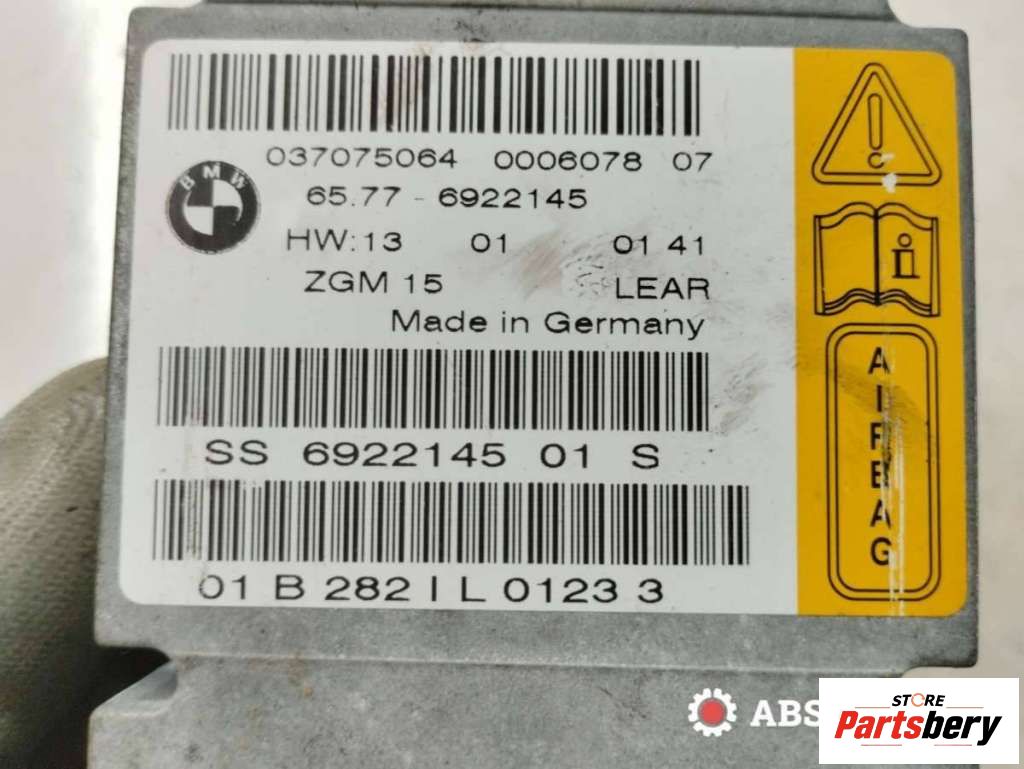 037075064 0006078 07
BMW
65.77 - 6922145
HW:13 01 01 41
ZGM 15 LEAR
Made in Germany
SS 6922145 01 S
01 B 282 I L 0123 3
AIRBAG
ABS
STORE
Partsbery